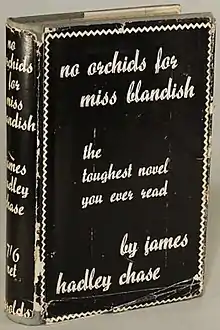 no
orchids
for
miss
blandish
james
hadley
chase
7/6
net
no orchids for
miss blandish
the
toughest novel
you ever read
by james
hadley chase